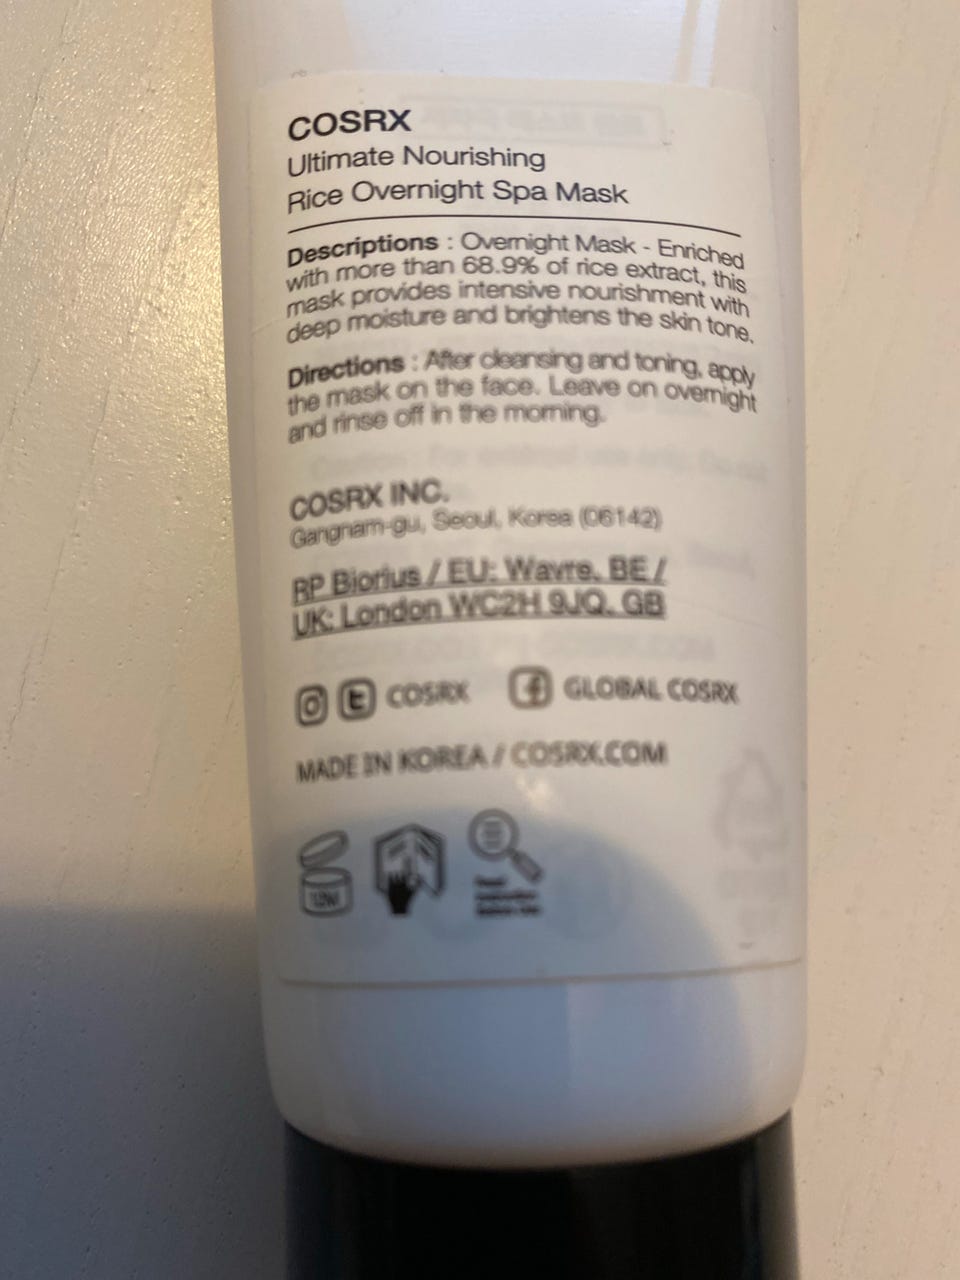 COSRX
Ultimate Nourishing
Rice Overnight Spa Mask
Descriptions : Overnight Mask - Enriched
with more than 68.9% of rice extract, this
mask provides intensive nourishment with
deep moisture and brightens the skin tone.
Directions : After cleansing and toning, apply
the mask on the face. Leave on overnight
and rinse off in the morning.
COSRX INC.
Gangnam-gu, Seoul, Korea (06142)
RP Biorius / EU: Wavre, BE /
UK: London WC2H 9JQ, GB
COSRX GLOBAL COSRX
MADE IN KOREA / COSRX.COM
12M